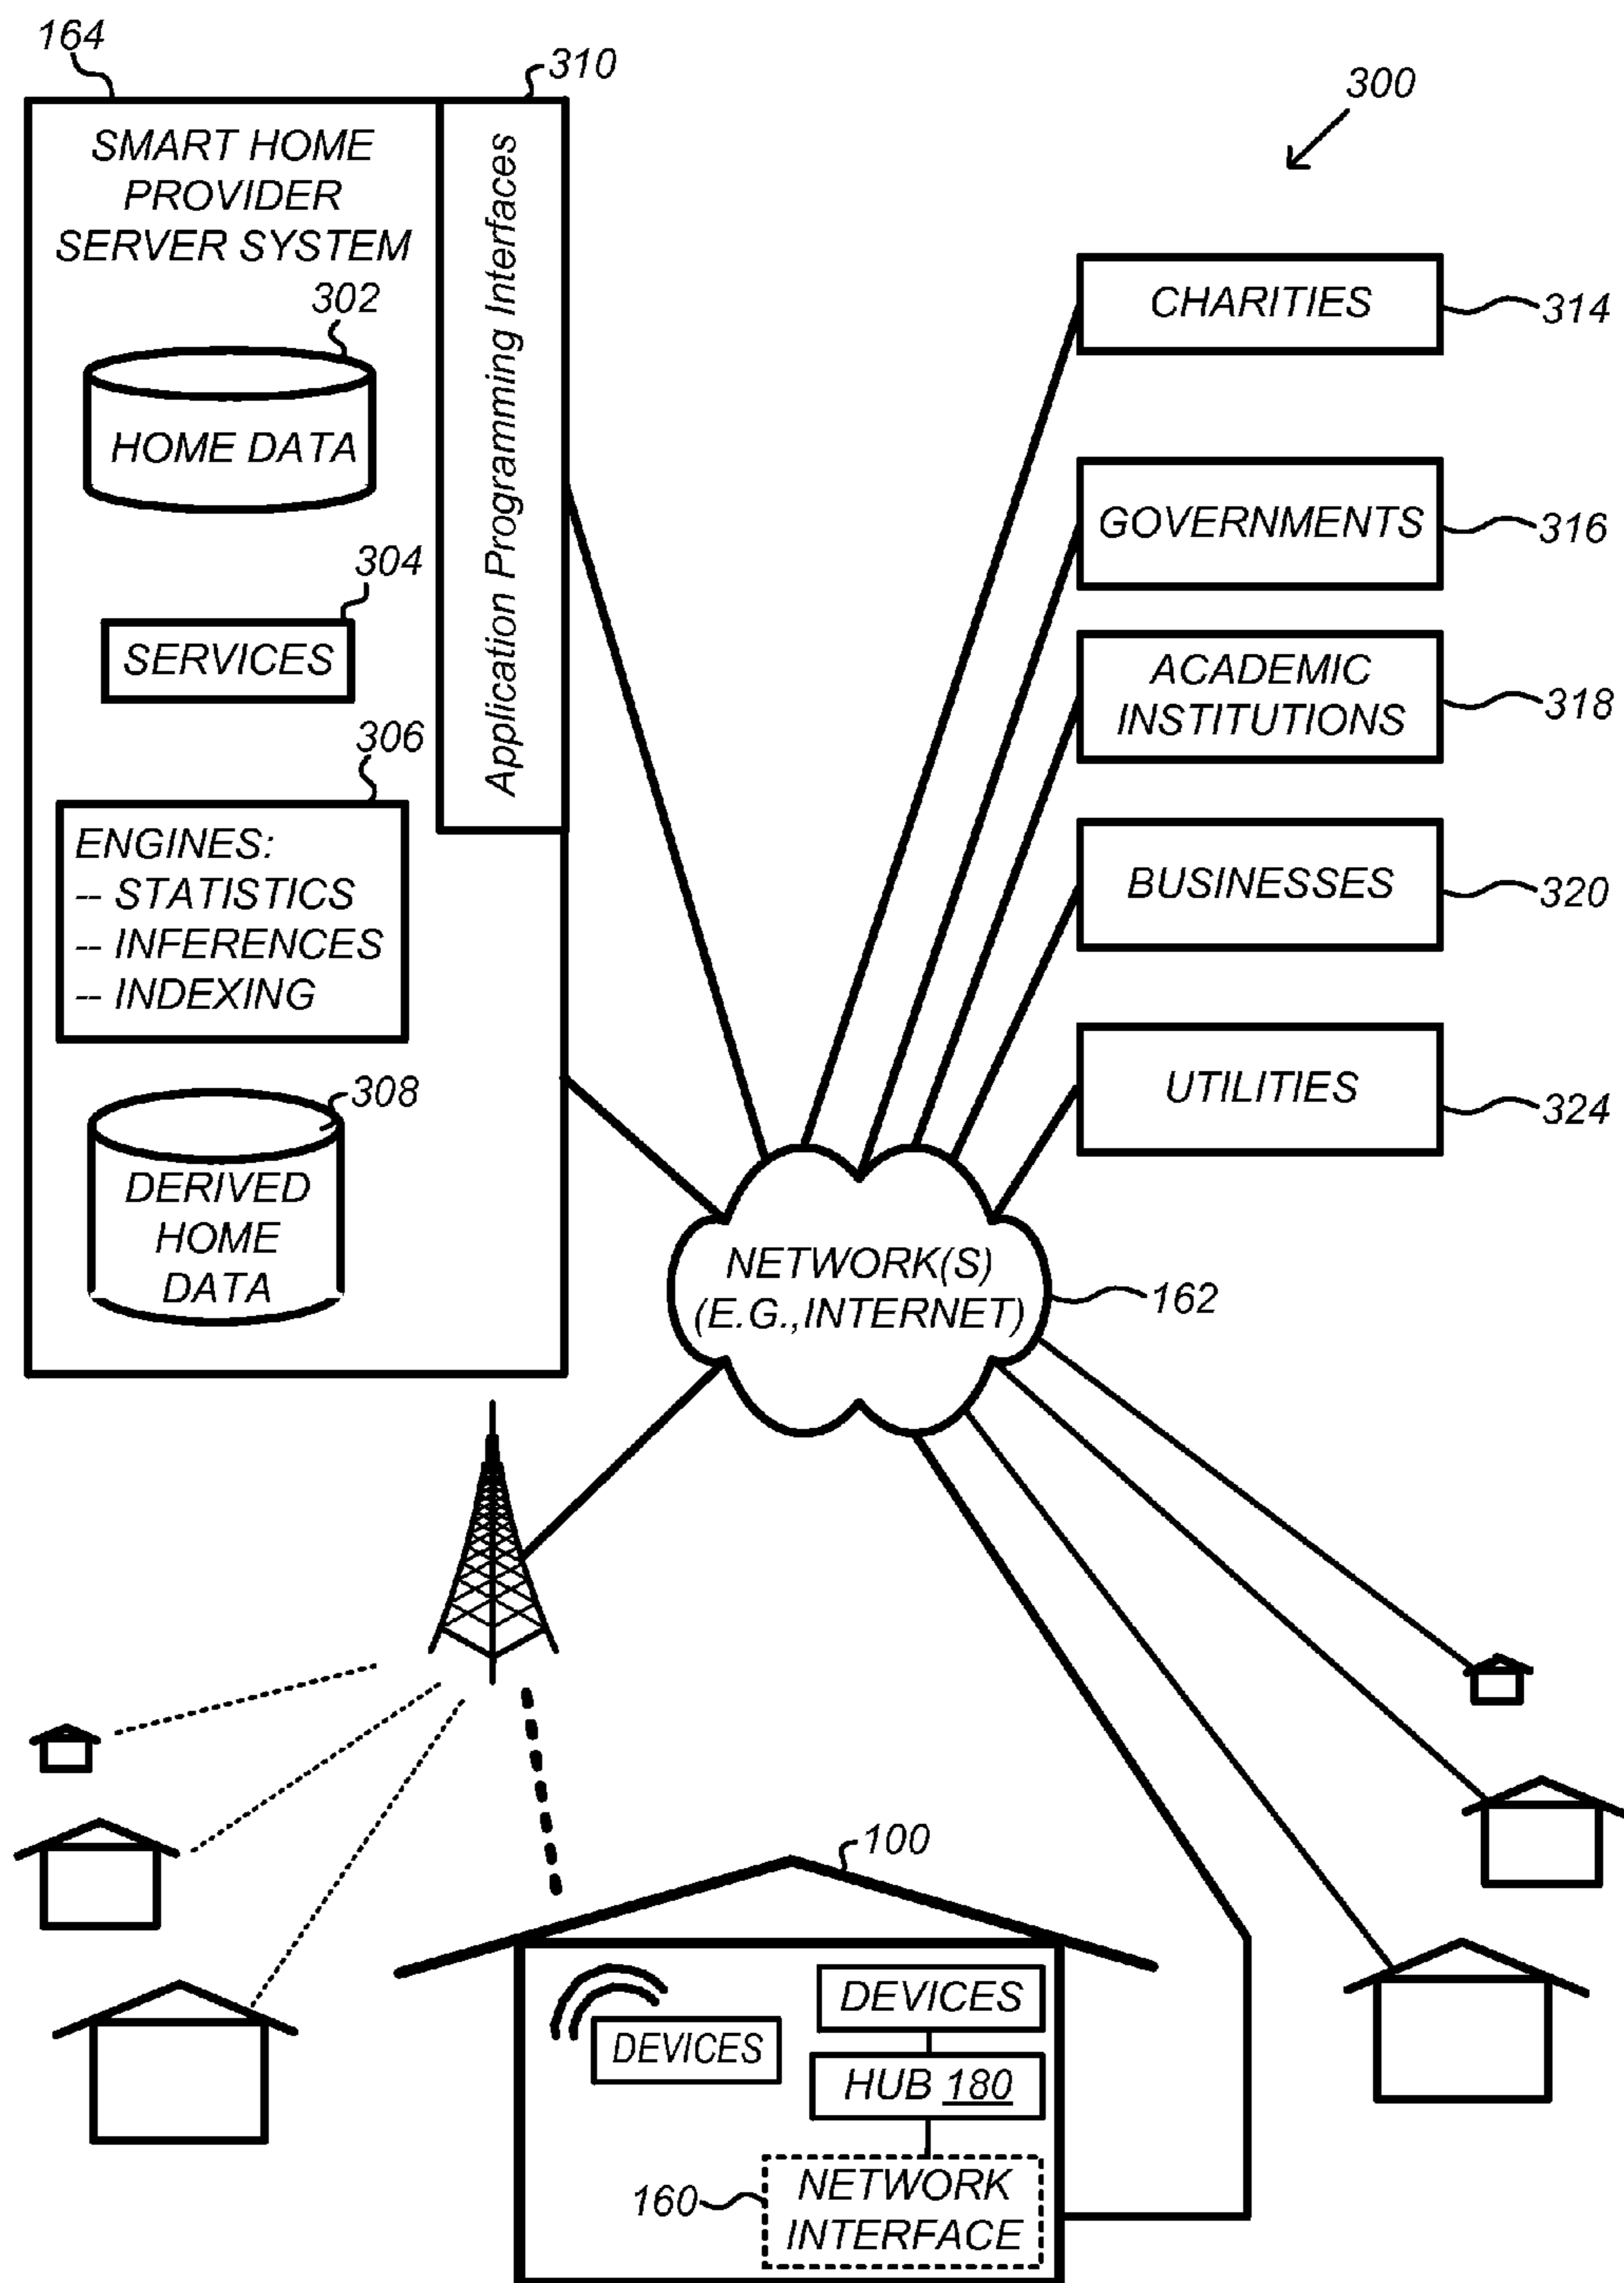 164
310
300
SMART HOME
PROVIDER
SERVER SYSTEM
Application Programming Interfaces
302
HOME DATA
304
SERVICES
306
ENGINES:
-- STATISTICS
-- INFERENCES
-- INDEXING
308
DERIVED
HOME
DATA
CHARITIES
314
GOVERNMENTS
316
ACADEMIC
INSTITUTIONS
318
BUSINESSES
320
UTILITIES
324
NETWORK(S)
(E.G.,INTERNET)
162
100
DEVICES
DEVICES
HUB 180
160
NETWORK
INTERFACE